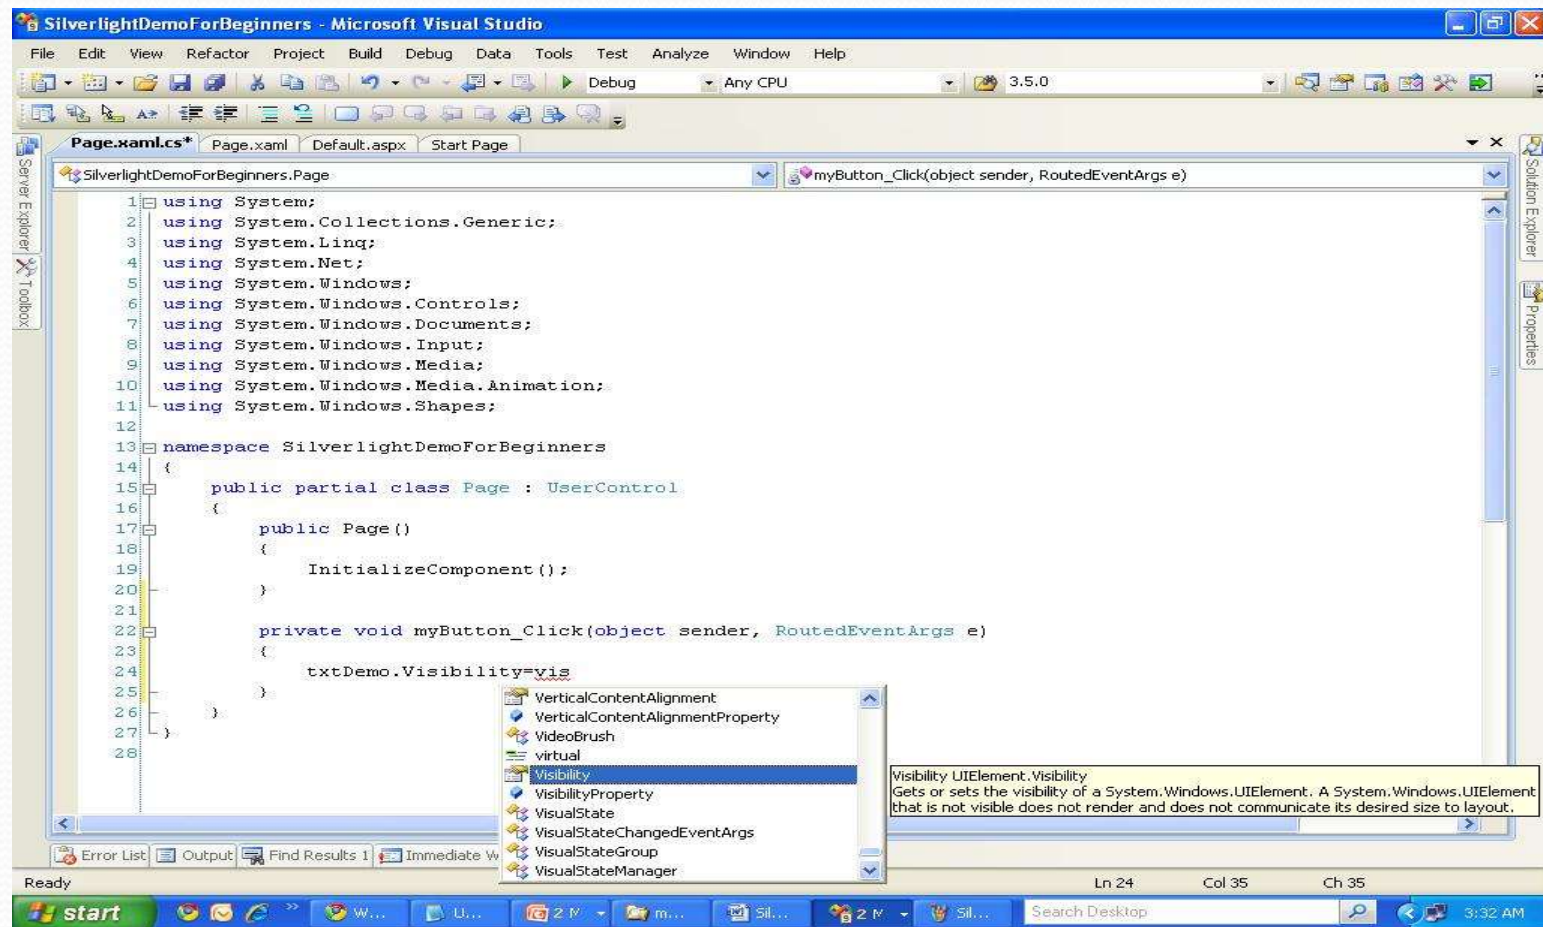 SilverlightDemoForBeginners - Microsoft Visual Studio
File Edit View Refactor Project Build Debug Data Tools Test Analyze Window Help
Debug Any CPU 3.5.0
Page.xaml.cs* Page.xaml Default.aspx Start Page
SilverlightDemoForBeginners.Page myButton_Click(object sender, RoutedEventArgs e)
Server Explorer
Toolbox
Solution Explorer
Properties
1 using System;
2 using System.Collections.Generic;
3 using System.Linq;
4 using System.Net;
5 using System.Windows;
6 using System.Windows.Controls;
7 using System.Windows.Documents;
8 using System.Windows.Input;
9 using System.Windows.Media;
10 using System.Windows.Media.Animation;
11 using System.Windows.Shapes;
12
13 namespace SilverlightDemoForBeginners
14 {
15 public partial class Page : UserControl
16 {
17 public Page()
18 {
19 InitializeComponent();
20 }
21
22 private void myButton_Click(object sender, RoutedEventArgs e)
23 {
24 txtDemo.Visibility=vis
25 }
26 }
27 }
28
VerticalContentAlignment
VerticalContentAlignmentProperty
VideoBrush
virtual
Visibility
VisibilityProperty
VisualState
VisualStateChangedEventArgs
VisualStateGroup
VisualStateManager
Visibility UIElement.Visibility
Gets or sets the visibility of a System.Windows.UIElement. A System.Windows.UIElement
that is not visible does not render and does not communicate its desired size to layout.
Error List Output Find Results 1 Immediate W
Ready Ln 24 Col 35 Ch 35
start W... U... 2 M m... Sil... 2 M Sil... Search Desktop 3:32 AM